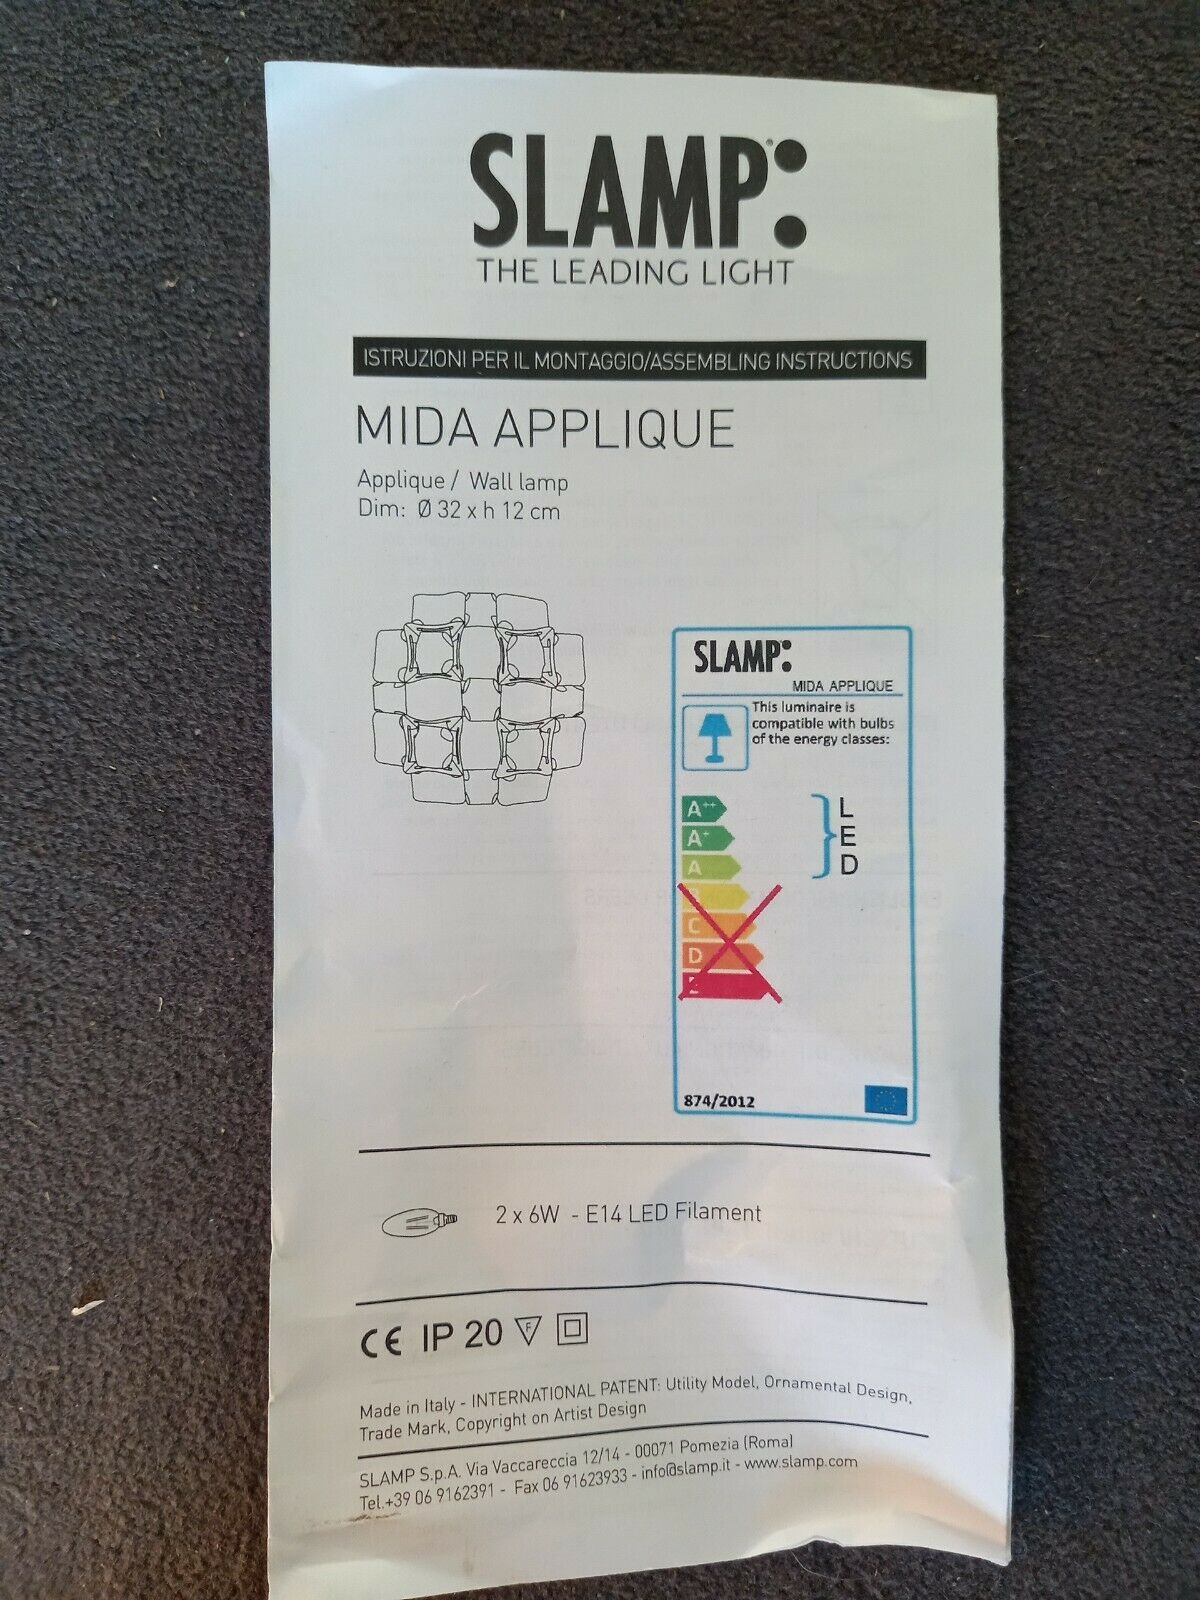 SLAMP®
THE LEADING LIGHT
ISTRUZIONI PER IL MONTAGGIO/ASSEMBLING INSTRUCTIONS
MIDA APPLIQUE
Applique / Wall lamp
Dim: Ø 32 x h 12 cm
SLAMP
MIDA APPLIQUE
This luminaire is
compatible with bulbs
of the energy classes:
A++
A+
A
C
D
L
E
D
874/2012
2 x 6W - E14 LED Filament
CE IP 20 F
Made in Italy - INTERNATIONAL PATENT: Utility Model, Ornamental Design,
Trade Mark, Copyright on Artist Design
SLAMP S.p.A. Via Vaccareccia 12/14 - 00071 Pomezia (Roma)
Tel.+39 06 9162391 - Fax 06 91623933 - info@slamp.it - www.slamp.com